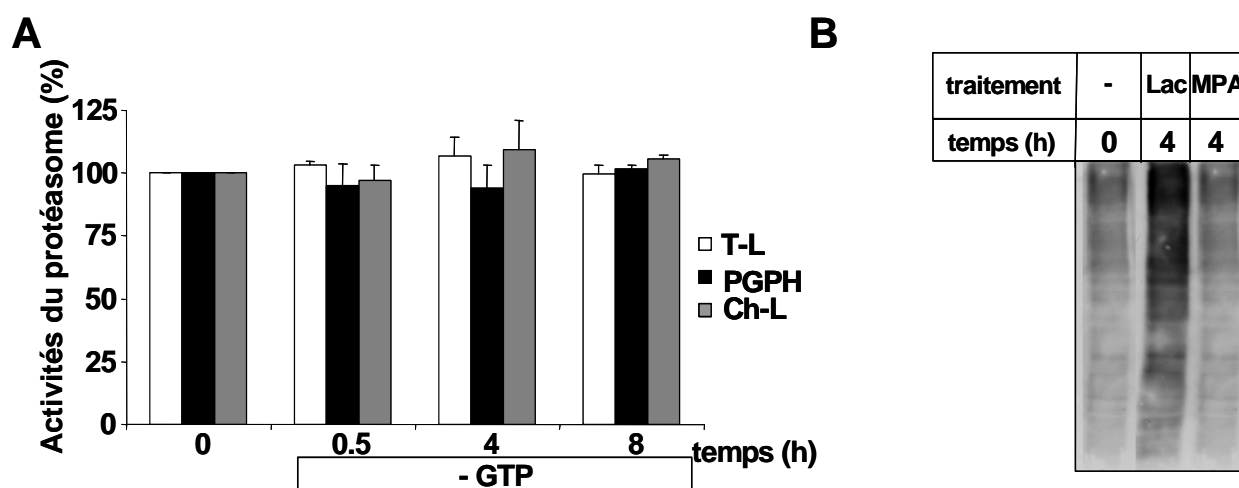 A
Activités du protéasome (%)
125
100
75
50
25
0
0 0.5 4 8 temps (h)
- GTP
T-L
PGPH
Ch-L
B
traitement - Lac MPA
temps (h) 0 4 4